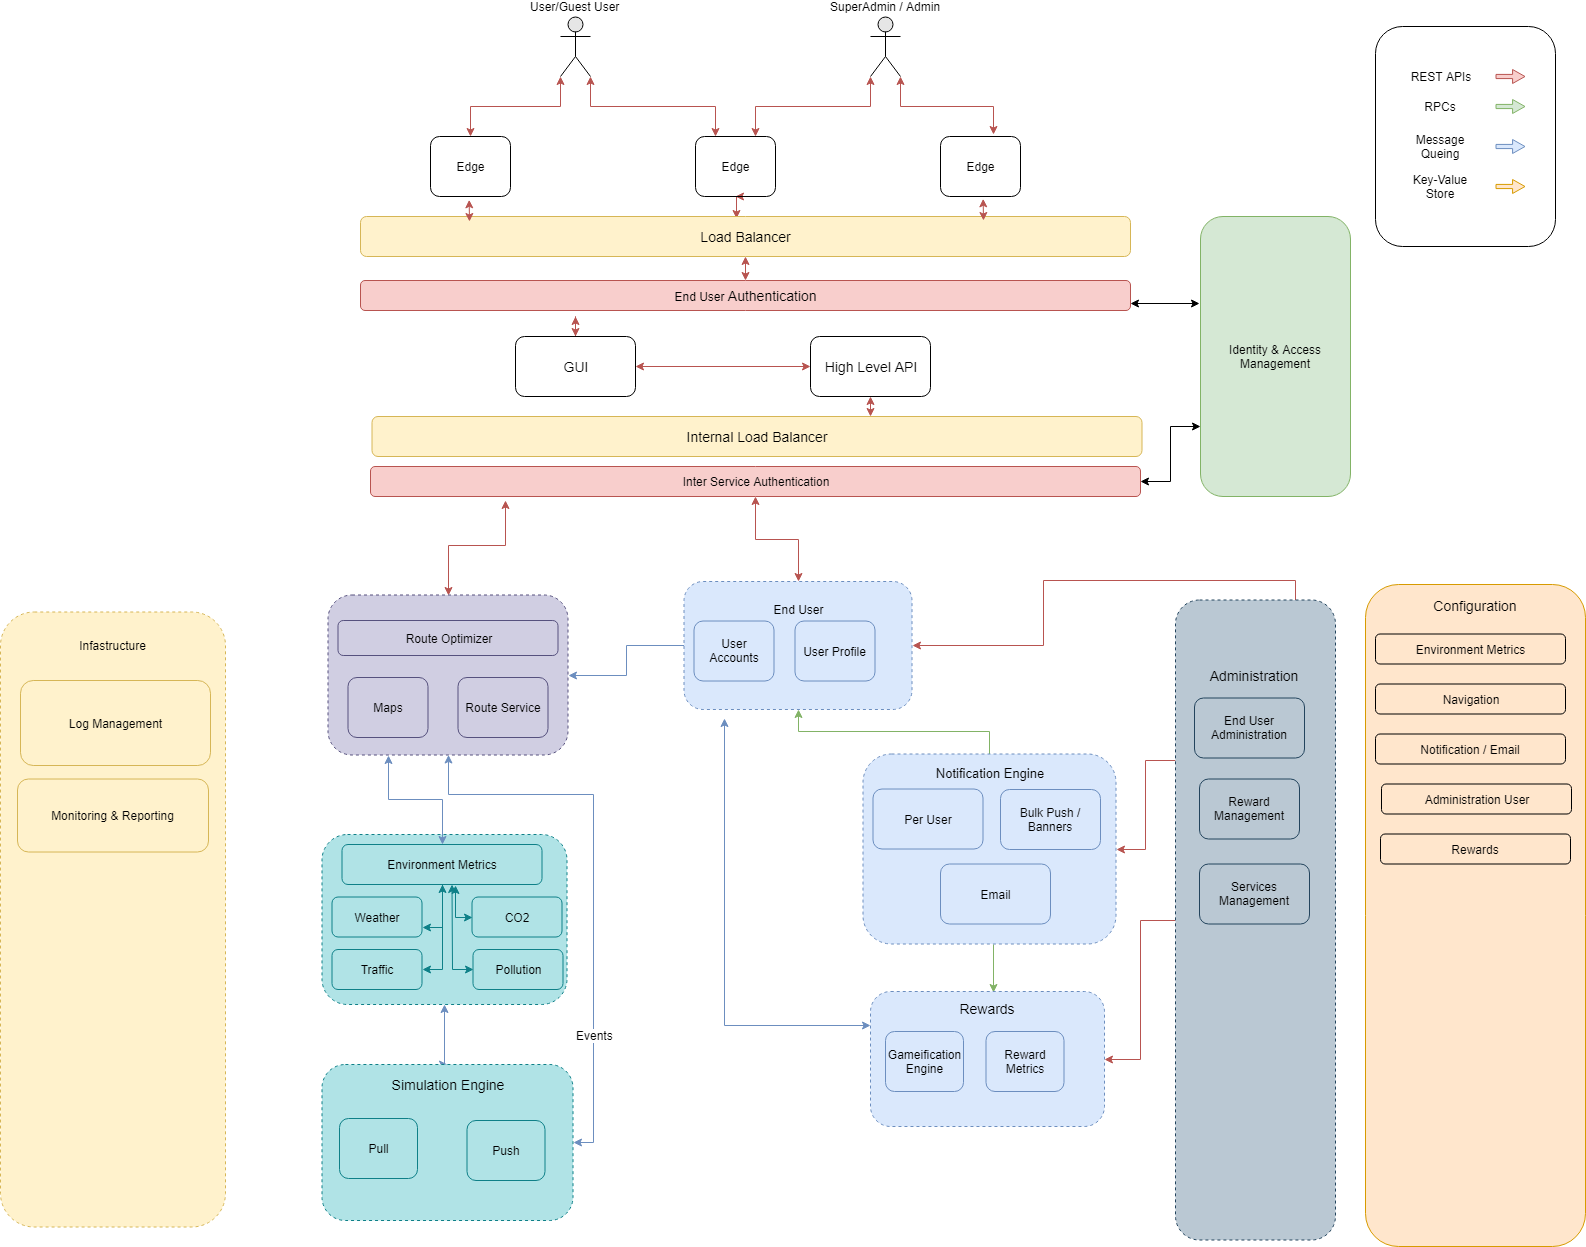 User/Guest User
SuperAdmin / Admin
REST APIs
RPCs
Message
Queing
Key-Value
Store
Edge
Edge
Edge
Load Balancer
End User Authentication
GUI
High Level API
Identity & Access
Management
Internal Load Balancer
Inter Service Authentication
Infastructure
Log Management
Monitoring & Reporting
Route Optimizer
Maps
Route Service
End User
User
Accounts
User Profile
Notification Engine
Per User
Bulk Push /
Banners
Email
Environment Metrics
Weather
CO2
Traffic
Pollution
Events
Simulation Engine
Pull
Push
Rewards
Gameification
Engine
Reward
Metrics
Administration
End User
Administration
Reward
Management
Services
Management
Configuration
Environment Metrics
Navigation
Notification / Email
Administration User
Rewards